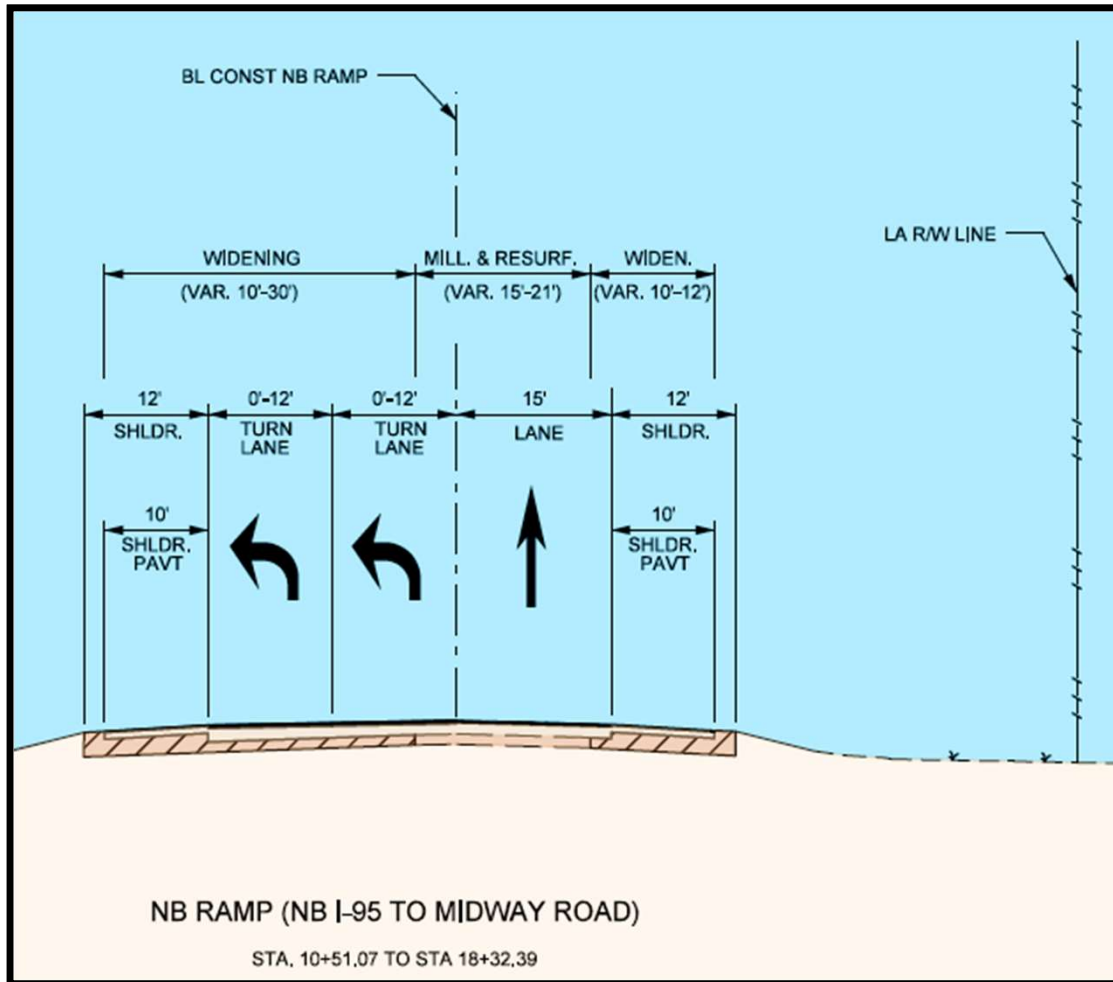 BL CONST NB RAMP
LA R/W LINE
WIDENING
(VAR. 10'-30')
MILL. & RESURF.
(VAR. 15'-21')
WIDEN.
(VAR. 10'-12')
12'
SHLDR.
0'-12'
TURN
LANE
0'-12'
TURN
LANE
15'
LANE
12'
SHLDR.
10'
SHLDR.
PAVT
10'
SHLDR.
PAVT
NB RAMP (NB I-95 TO MIDWAY ROAD)
STA. 10+51.07 TO STA 18+32.39